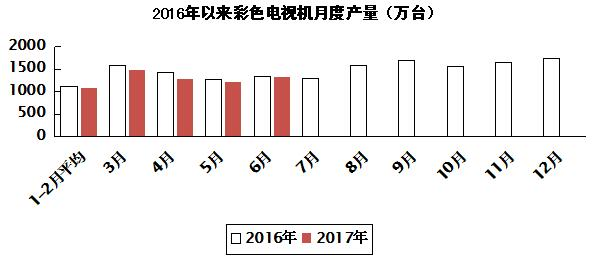 2016年以来彩色电视机月度产量（万台）
2000
1500
1000
500
0
1-2月平均
3月
4月
5月
6月
7月
8月
9月
10月
11月
12月
2016年
2017年